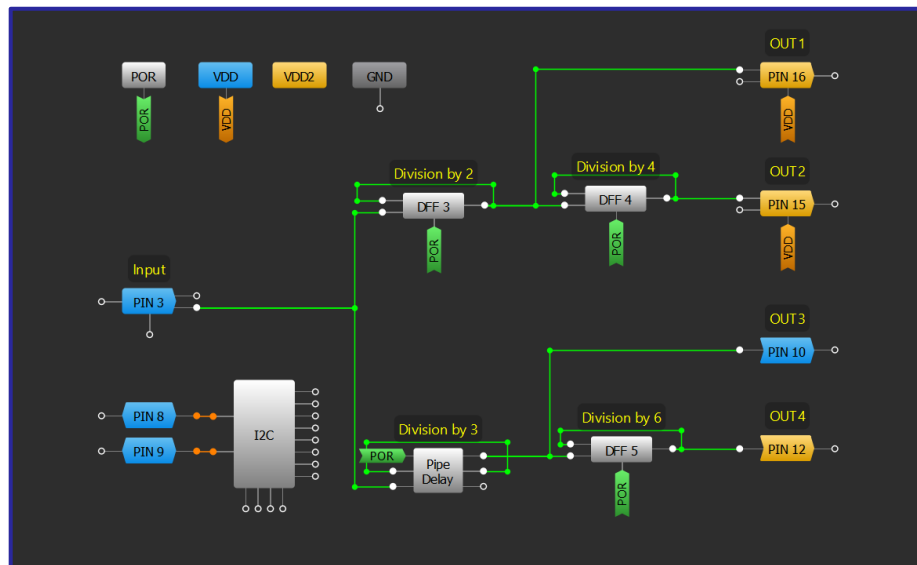 OUT1
POR
VDD
VDD2
GND
PIN 16
POR
VDD
VDD
Division by 2
Division by 4
OUT2
DFF 3
DFF 4
PIN 15
POR
POR
VDD
Input
PIN 3
OUT3
PIN 10
PIN 8
I2C
PIN 9
Division by 3
Division by 6
OUT4
POR
Pipe
Delay
DFF 5
PIN 12
POR